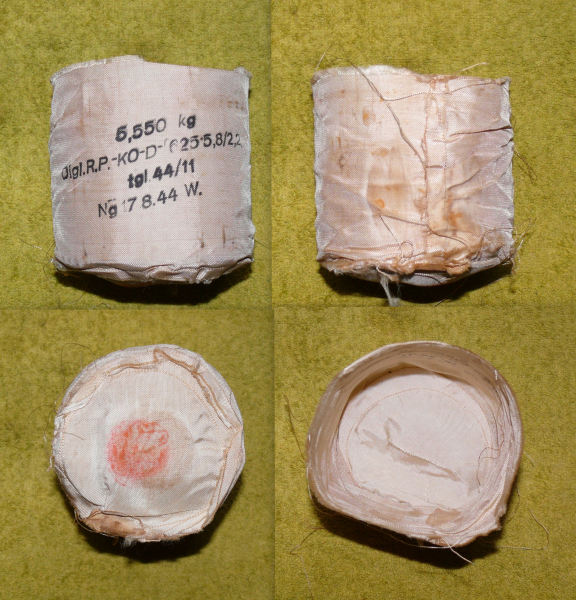 5,550 kg
Digl.R.P.-KO-D-(625·5,8/2,2
tgl 44/11
Ng 17 8.44 W.